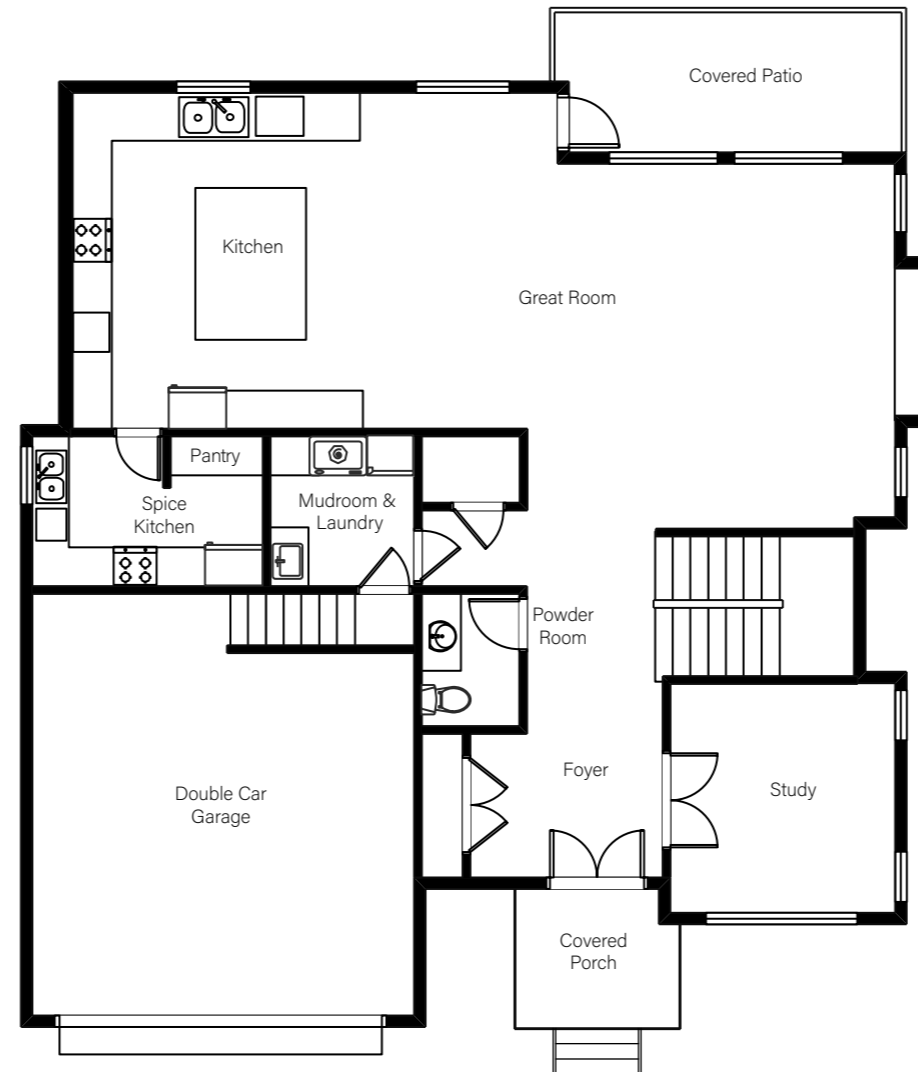 Covered Patio
Kitchen
Great Room
Pantry
Spice
Kitchen
Mudroom &
Laundry
Powder
Room
Double Car
Garage
Foyer
Study
Covered
Porch